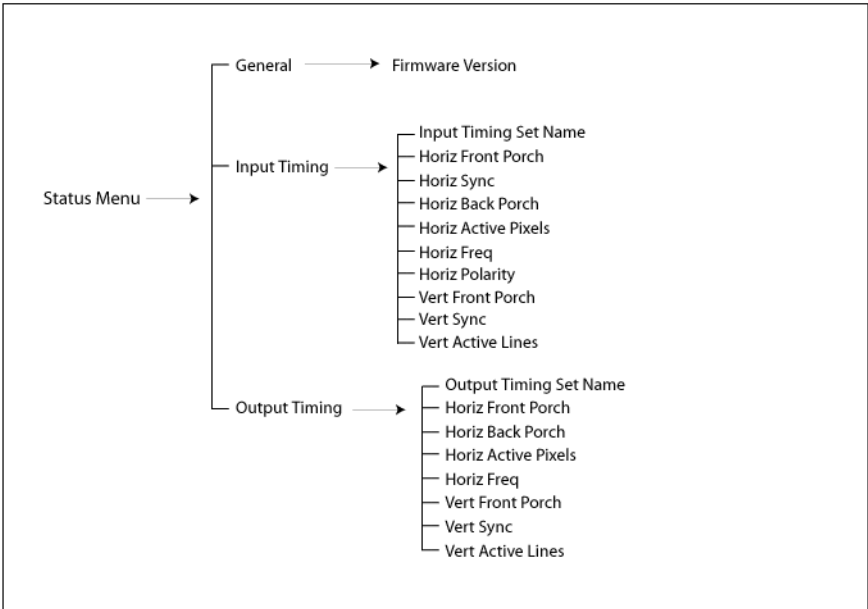 Status Menu
General
Firmware Version
Input Timing
Input Timing Set Name
Horiz Front Porch
Horiz Sync
Horiz Back Porch
Horiz Active Pixels
Horiz Freq
Horiz Polarity
Vert Front Porch
Vert Sync
Vert Active Lines
Output Timing
Output Timing Set Name
Horiz Front Porch
Horiz Back Porch
Horiz Active Pixels
Horiz Freq
Vert Front Porch
Vert Sync
Vert Active Lines